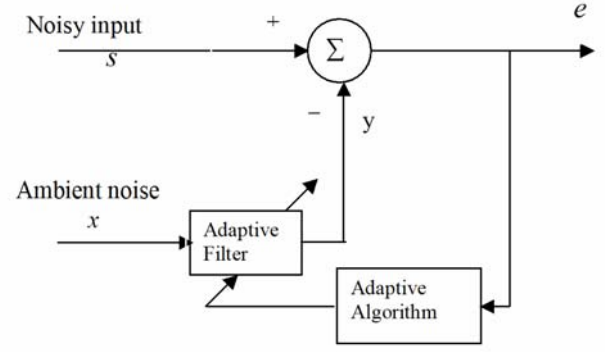 e
Noisy input
+
s
Σ
−
y
Ambient noise
x
Adaptive
Filter
Adaptive
Algorithm